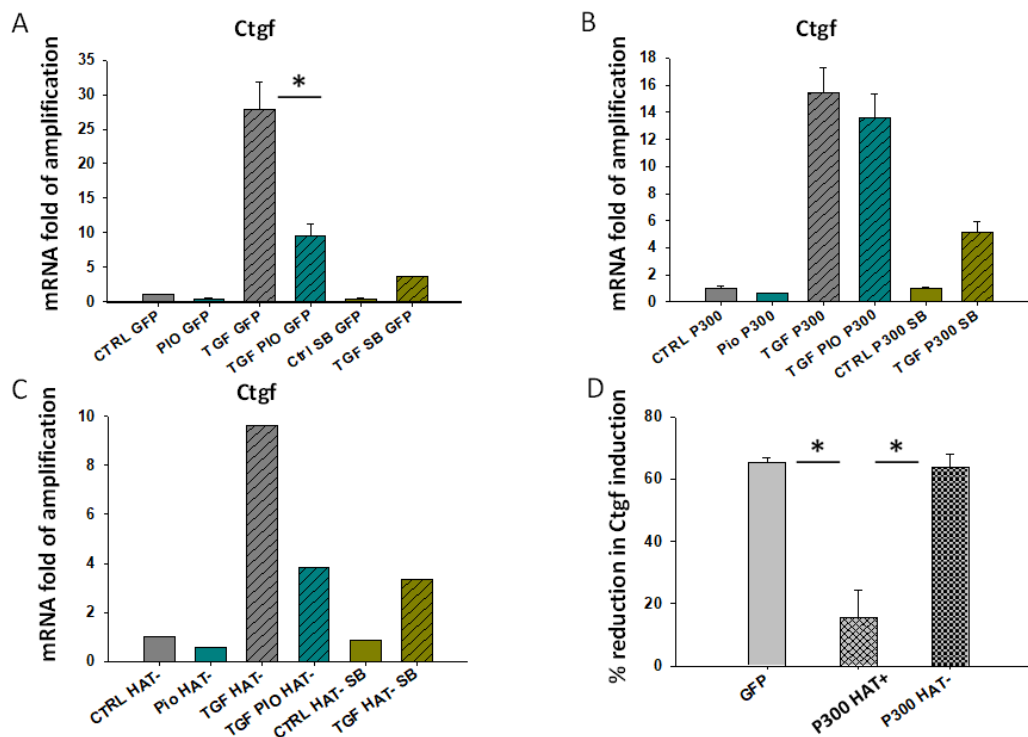 A
Ctgf
mRNA fold of amplification
35
30
25
20
15
10
5
0
*
CTRL GFP
PIO GFP
TGF GFP
TGF PIO GFP
Ctrl SB GFP
TGF SB GFP
B
Ctgf
mRNA fold of amplification
18
16
14
12
10
8
6
4
2
0
CTRL P300
Pio P300
TGF P300
TGF PIO P300
CTRL P300 SB
TGF P300 SB
C
Ctgf
mRNA fold of amplification
10
8
6
4
2
0
CTRL HAT-
Pio HAT-
TGF HAT-
TGF PIO HAT-
CTRL HAT- SB
TGF HAT- SB
D
% reduction in Ctgf induction
80
60
40
20
0
*
*
GFP
P300 HAT+
P300 HAT-